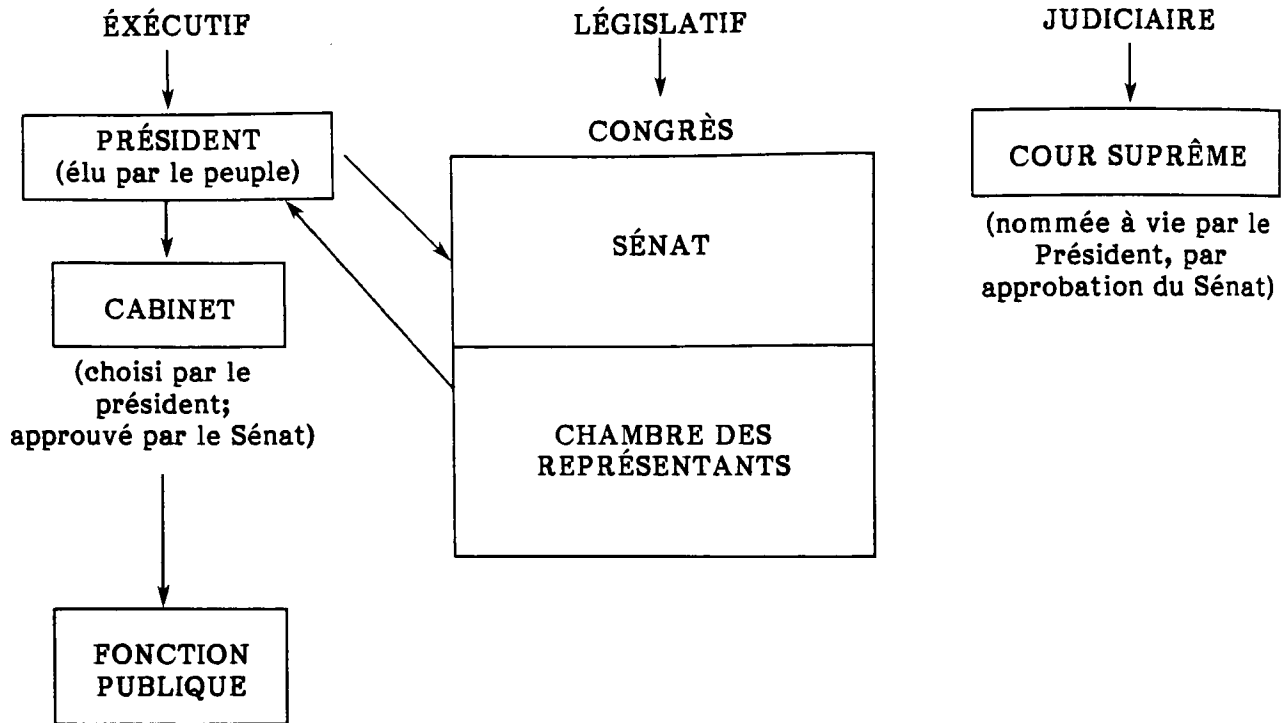 ÉXÉCUTIF
PRÉSIDENT
(élu par le peuple)
CABINET
(choisi par le
président;
approuvé par le Sénat)
FONCTION
PUBLIQUE
LÉGISLATIF
CONGRÈS
SÉNAT
CHAMBRE DES
REPRÉSENTANTS
JUDICIAIRE
COUR SUPRÊME
(nommée à vie par le
Président, par
approbation du Sénat)